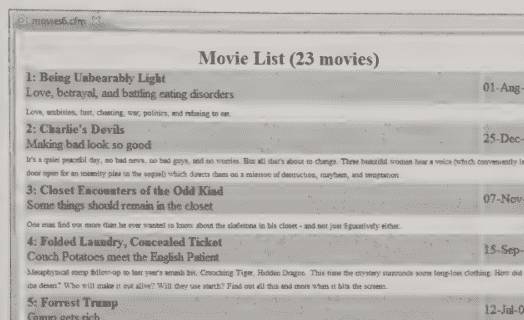 movies6.cfm
Movie List (23 movies)
1: Being Unbearably Light
Love, betrayal, and battling eating disorders
01-Aug-
Love, ambition, lust, cheating, war, politics, and refusing to eat.
2: Charlie's Devils
Making bad look so good
25-Dec-
It's a quiet peaceful day, no bad news, no bad guys, and no worries. But all that's about to change. Three beautiful women hear a voice (which conveniently
door open for an insanity plea in the sequel) which directs them on a mission of destruction, mayhem, and temptation.
3: Closet Encounters of the Odd Kind
Some things should remain in the closet
07-Nov-
One man find out more than he ever wanted to know about the skeletons in his closet - and not just figuratively either.
4: Folded Laundry, Concealed Ticket
Couch Potatoes meet the English Patient
15-Sep-
Metaphysical romp follow-up to last year's smash hit, Crouching Tiger, Hidden Dragon. This time the mystery surrounds some long-lost clothing. How did
the desert? Who will make it out alive? Will they use starch? Find out all this and more when it hits the screens.
5: Forrest Trump
Gump gets rich
12-Jul-0